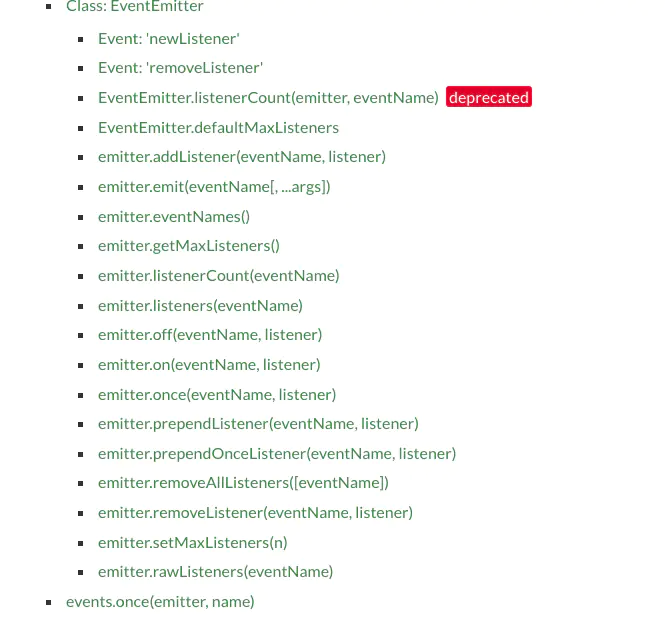 Class: EventEmitter
Event: 'newListener'
Event: 'removeListener'
EventEmitter.listenerCount(emitter, eventName) deprecated
EventEmitter.defaultMaxListeners
emitter.addListener(eventName, listener)
emitter.emit(eventName[, ...args])
emitter.eventNames()
emitter.getMaxListeners()
emitter.listenerCount(eventName)
emitter.listeners(eventName)
emitter.off(eventName, listener)
emitter.on(eventName, listener)
emitter.once(eventName, listener)
emitter.prependListener(eventName, listener)
emitter.prependOnceListener(eventName, listener)
emitter.removeAllListeners([eventName])
emitter.removeListener(eventName, listener)
emitter.setMaxListeners(n)
emitter.rawListeners(eventName)
events.once(emitter, name)